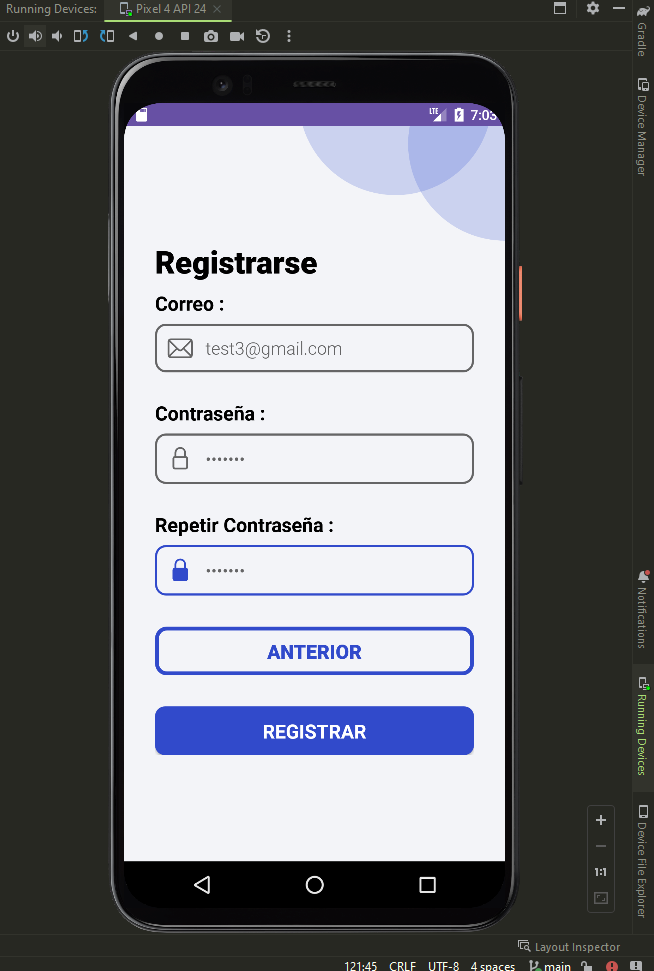 Running Devices:
Pixel 4 API 24
Gradle
Device Manager
LTE
7:03
Registrarse
Correo :
test3@gmail.com
Contraseña :
•••••••
Repetir Contraseña :
•••••••
ANTERIOR
REGISTRAR
Notifications
Running Devices
Device File Explorer
1:1
Layout Inspector
121:45 CRLF UTF-8 4 spaces main